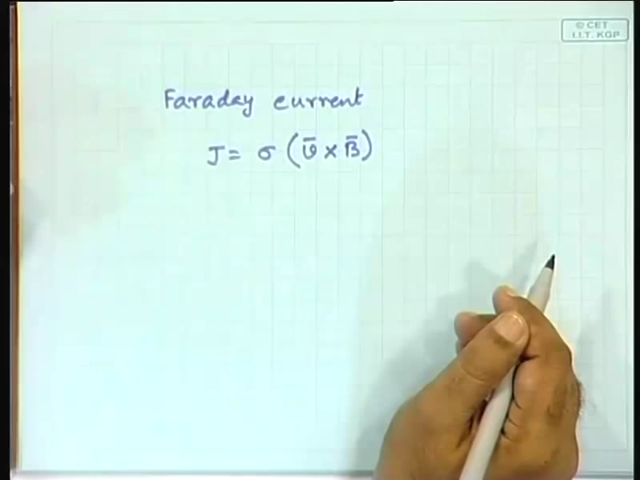 © CET
I.I.T. KGP
Faraday current
J = σ (v̄ × B̄)